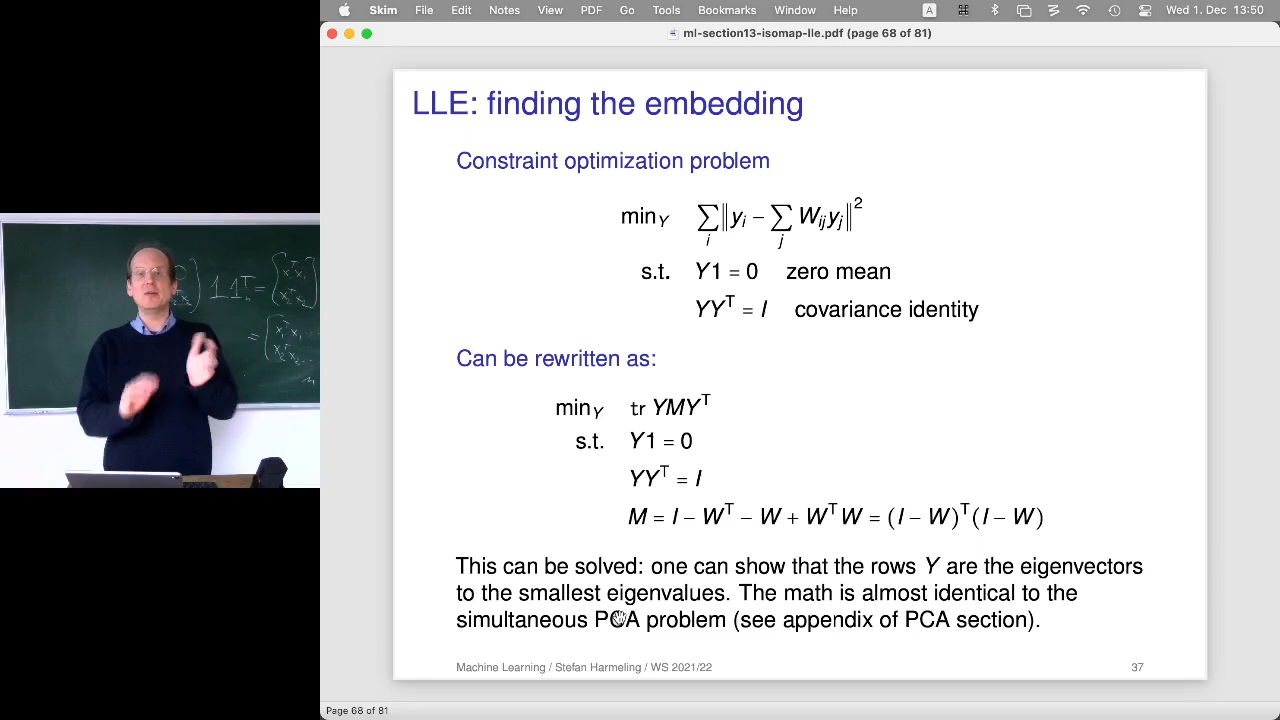 Skim File Edit Notes View PDF Go Tools Bookmarks Window Help A Wed 1. Dec 13:50
ml-section13-isomap-lle.pdf (page 68 of 81)
LLE: finding the embedding
Constraint optimization problem
min_Y ∑_i ‖y_i − ∑_j W_ij y_j‖²
s.t. Y1 = 0 zero mean
YYᵀ = I covariance identity
Can be rewritten as:
min_Y tr YMYᵀ
s.t. Y1 = 0
YYᵀ = I
M = I − Wᵀ − W + WᵀW = (I − W)ᵀ(I − W)
This can be solved: one can show that the rows Y are the eigenvectors
to the smallest eigenvalues. The math is almost identical to the
simultaneous PCA problem (see appendix of PCA section).
Machine Learning / Stefan Harmeling / WS 2021/22 37
Page 68 of 81